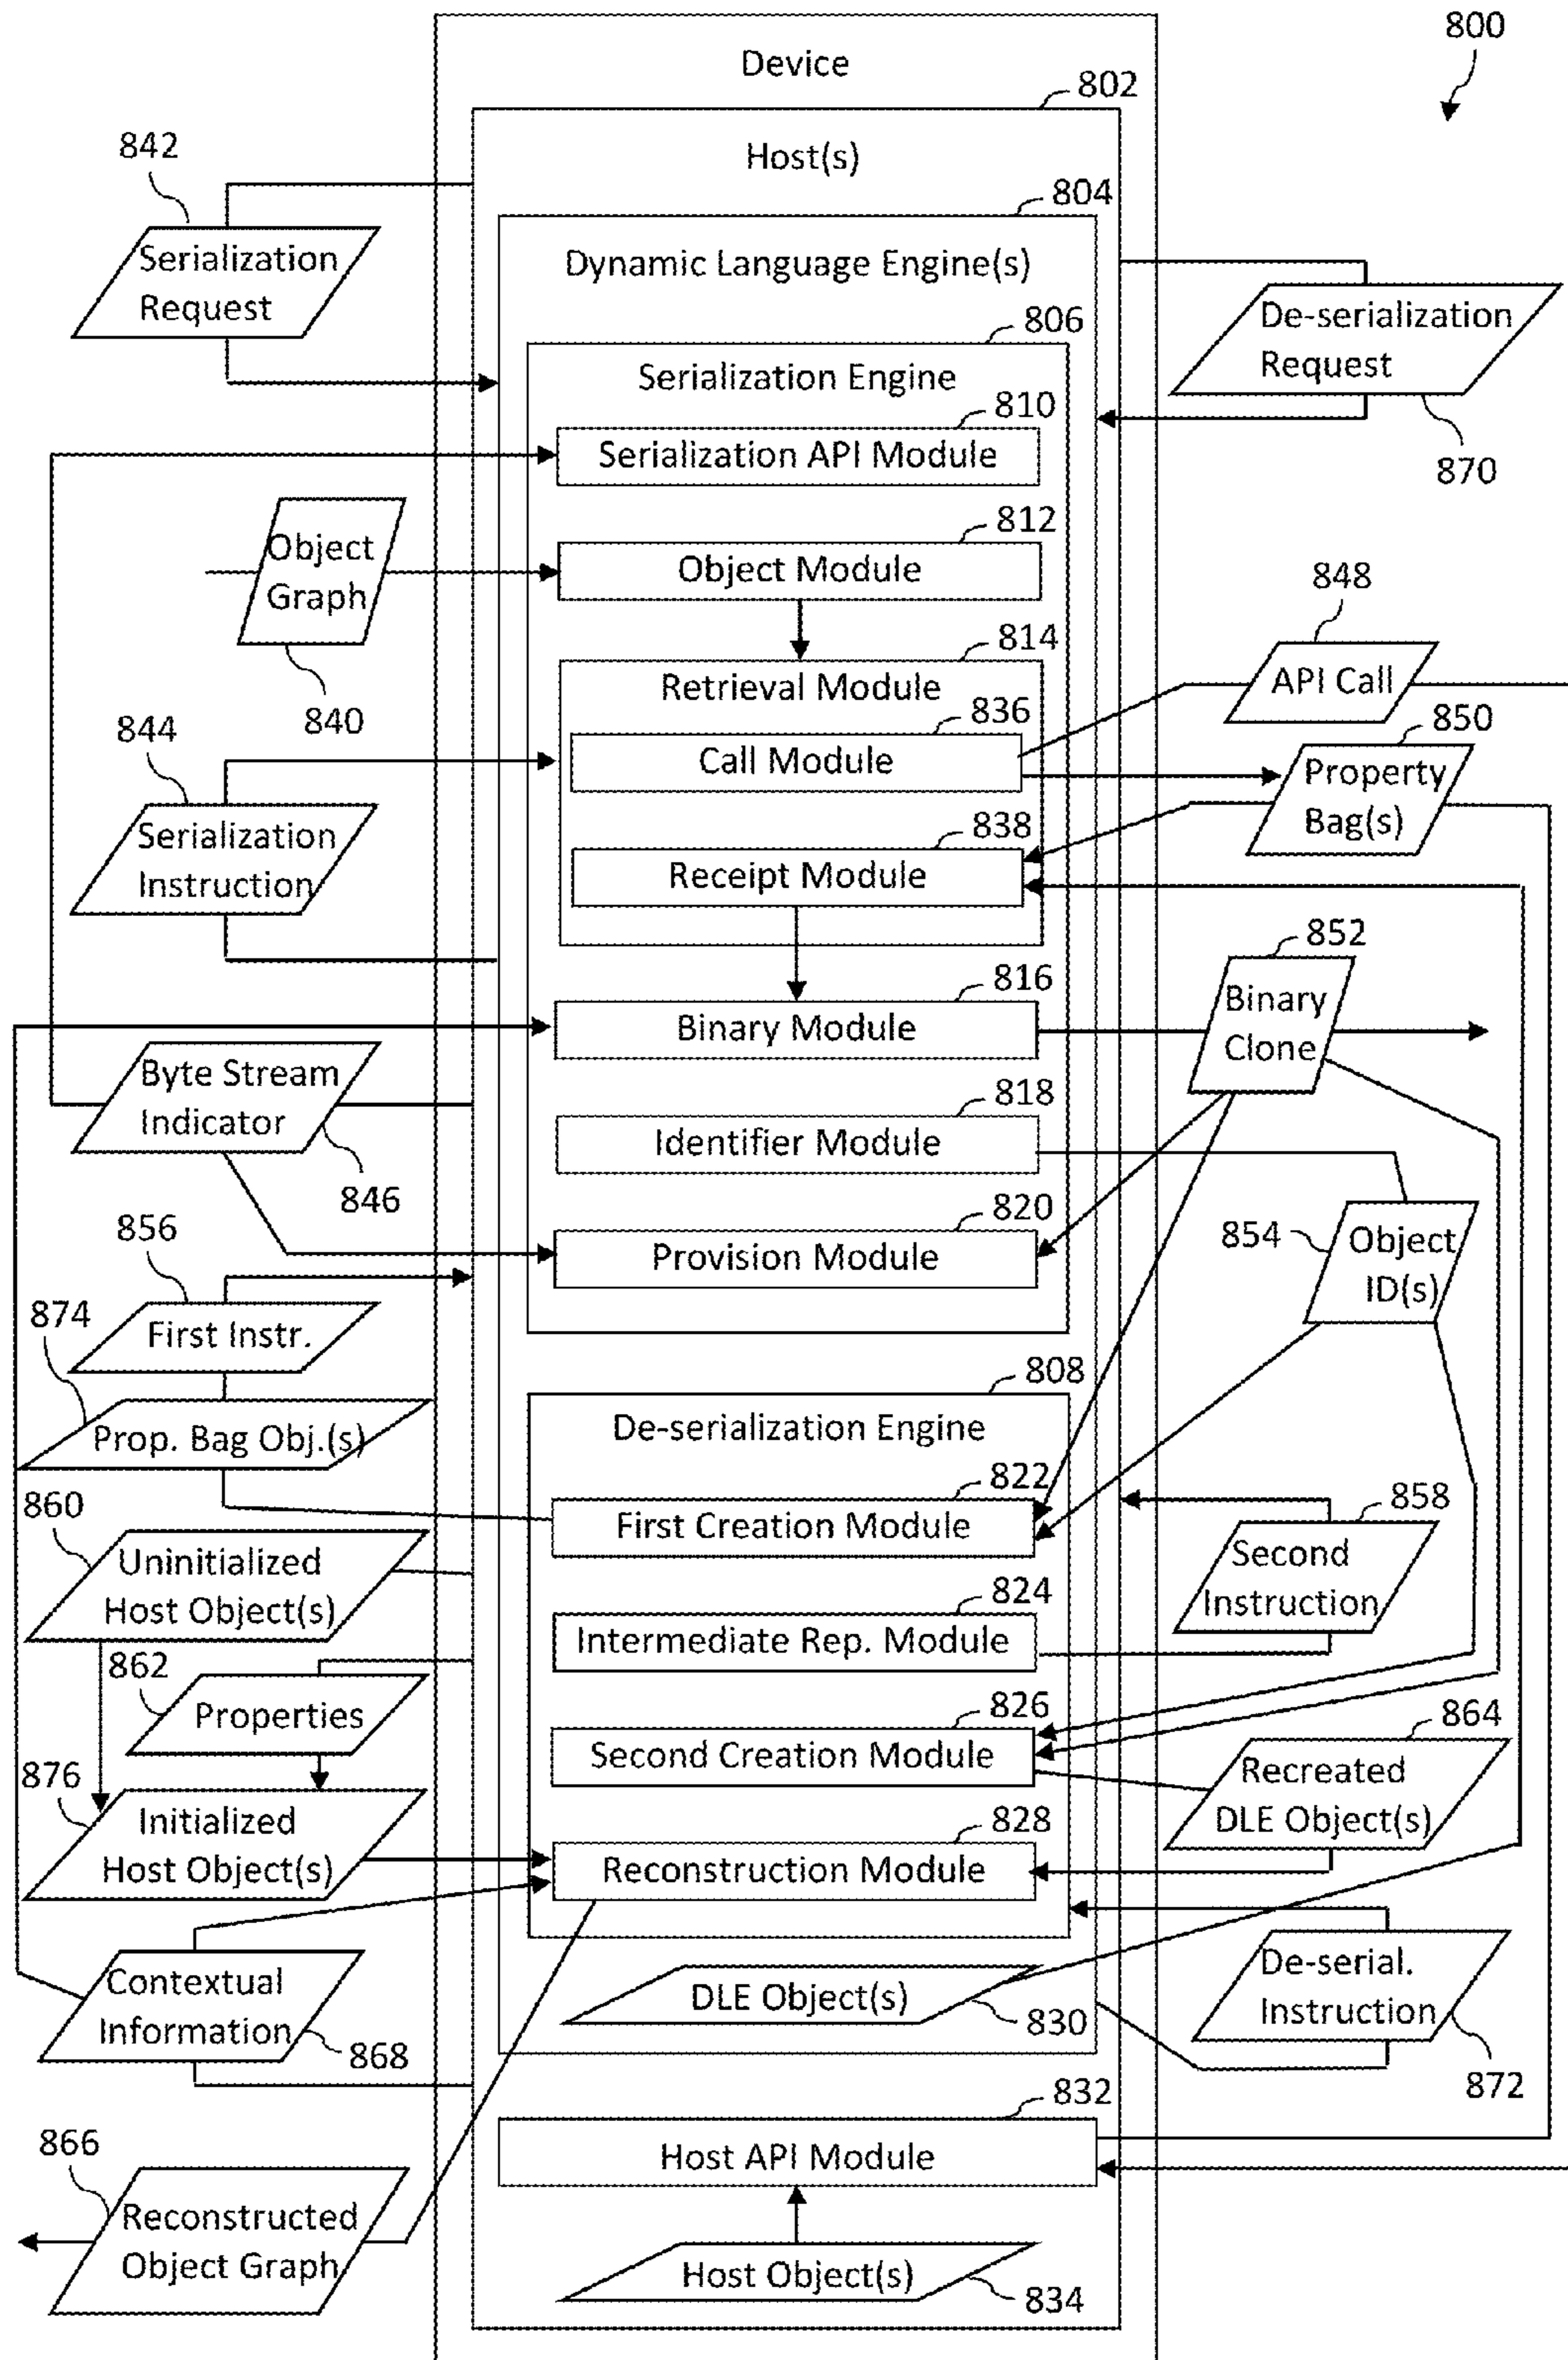 800
Device
802
842
Host(s)
804
Serialization
Request
Dynamic Language Engine(s)
806
De-serialization
Request
Serialization Engine
810
Serialization API Module
870
812
Object
Graph
Object Module
848
814
API Call
Retrieval Module
840
836
850
844
Call Module
Property
Bag(s)
838
Serialization
Instruction
Receipt Module
852
816
Binary
Clone
Binary Module
Byte Stream
Indicator
818
Identifier Module
846
820
856
854
Object
ID(s)
Provision Module
874
First Instr.
808
Prop. Bag Obj.(s)
De-serialization Engine
822
858
860
First Creation Module
Uninitialized
Host Object(s)
Second
Instruction
824
Intermediate Rep. Module
862
Properties
826
864
Second Creation Module
876
Recreated
DLE Object(s)
Initialized
Host Object(s)
828
Reconstruction Module
Contextual
Information
De-serial.
Instruction
DLE Object(s)
830
868
872
832
866
Host API Module
Reconstructed
Object Graph
Host Object(s)
834